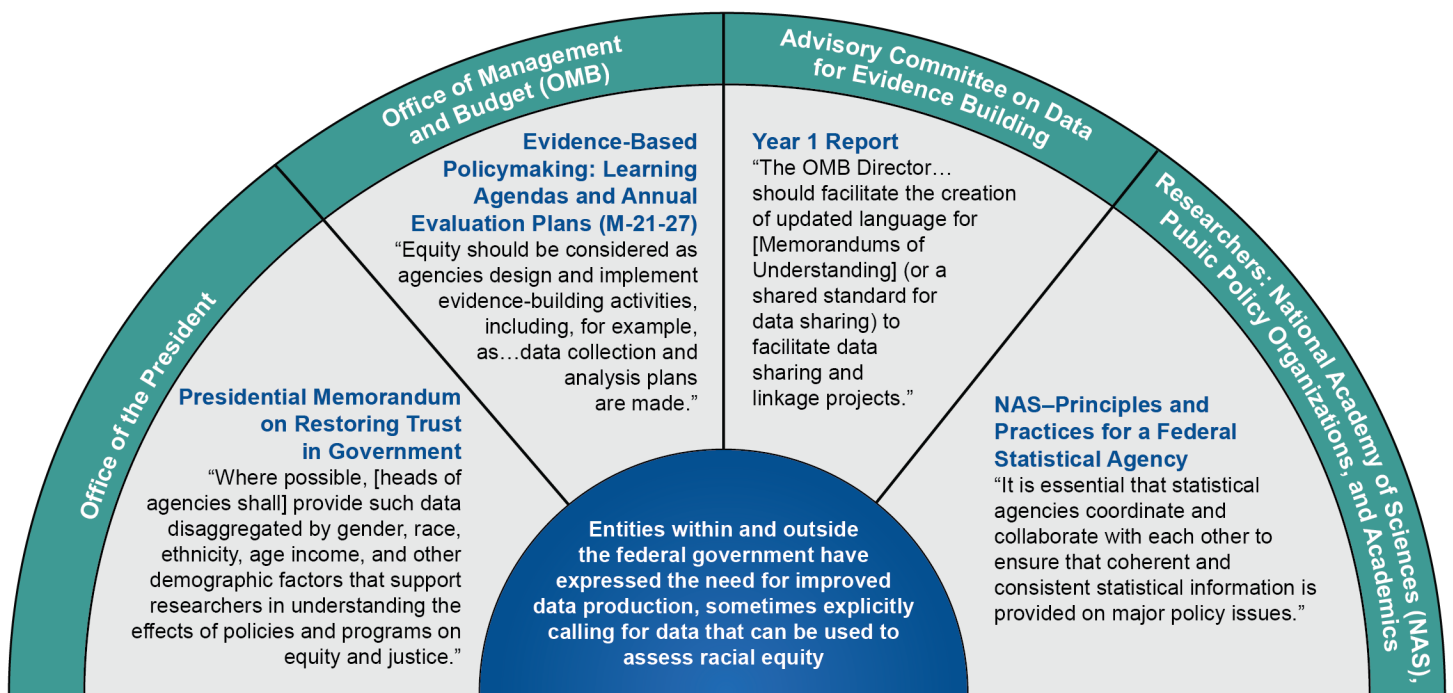 Office of the President
Presidential Memorandum
on Restoring Trust
in Government
“Where possible, [heads of
agencies shall] provide such data
disaggregated by gender, race,
ethnicity, age income, and other
demographic factors that support
researchers in understanding the
effects of policies and programs on
equity and justice.”
Office of Management
and Budget (OMB)
Evidence-Based
Policymaking: Learning
Agendas and Annual
Evaluation Plans (M-21-27)
“Equity should be considered as
agencies design and implement
evidence-building activities,
including, for example,
as…data collection and
analysis plans
are made.”
Advisory Committee on Data
for Evidence Building
Year 1 Report
“The OMB Director…
should facilitate the creation
of updated language for
[Memorandums of
Understanding] (or a
shared standard for
data sharing) to
facilitate data
sharing and
linkage projects.”
Researchers: National Academy of Sciences (NAS),
Public Policy Organizations, and Academics
NAS–Principles and
Practices for a Federal
Statistical Agency
“It is essential that statistical
agencies coordinate and
collaborate with each other to
ensure that coherent and
consistent statistical information is
provided on major policy issues.”
Entities within and outside
the federal government have
expressed the need for improved
data production, sometimes explicitly
calling for data that can be used to
assess racial equity